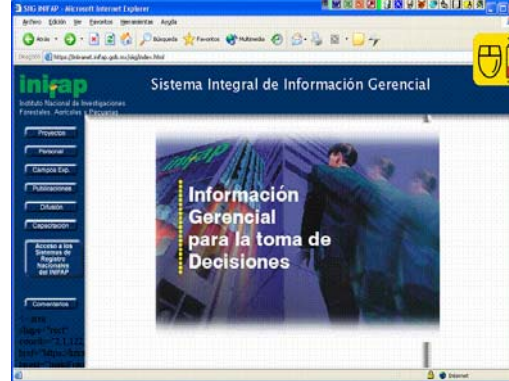 SIIG INIFAP - Microsoft Internet Explorer
Archivo Edición Ver Favoritos Herramientas Ayuda
Atrás Búsqueda Favoritos Multimedia
inifap
Instituto Nacional de Investigaciones
Forestales, Agrícolas y Pecuarias
Sistema Integral de Información Gerencial
Proyectos
Personal
Campos Exp.
Publicaciones
Difusión
Capacitación
Acceso a los
Sistemas de
Registro
Nacionales
del INIFAP
Comentarios
Información
Gerencial
para la toma de
Decisiones
Internet